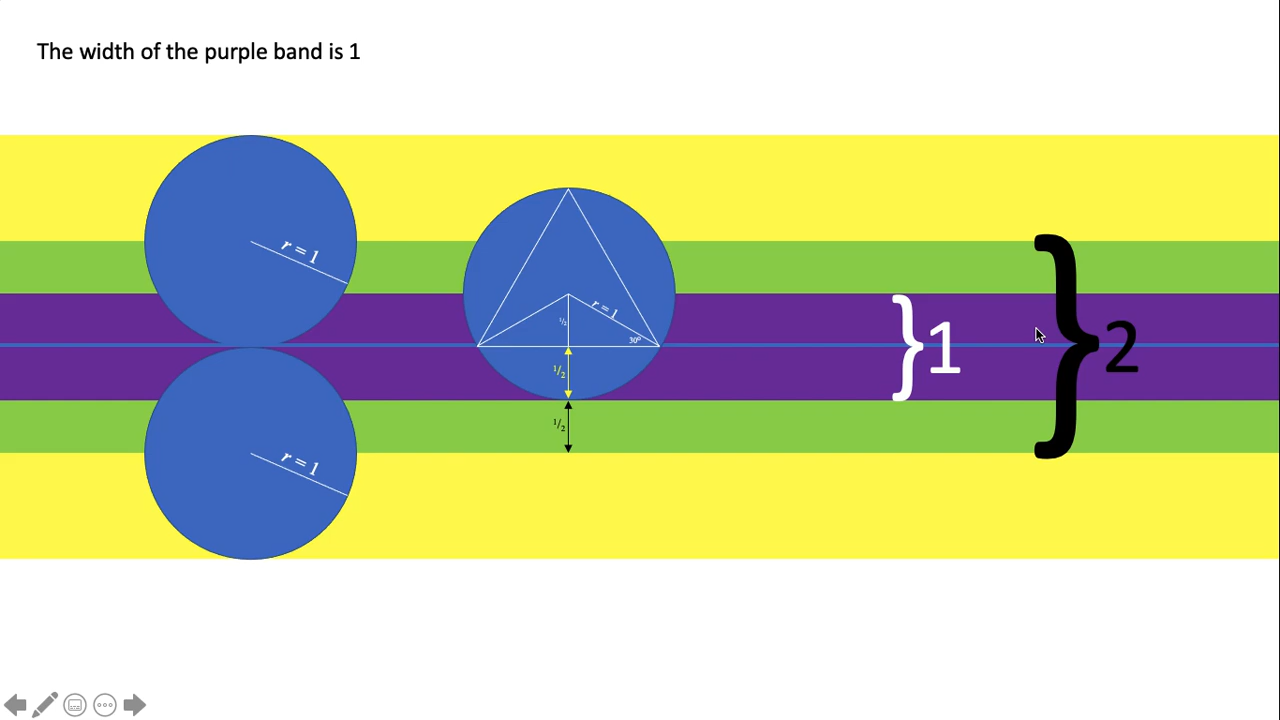 The width of the purple band is 1
r = 1
r = 1
1/2
30º
1/2
} 1
} 2
1/2
r = 1